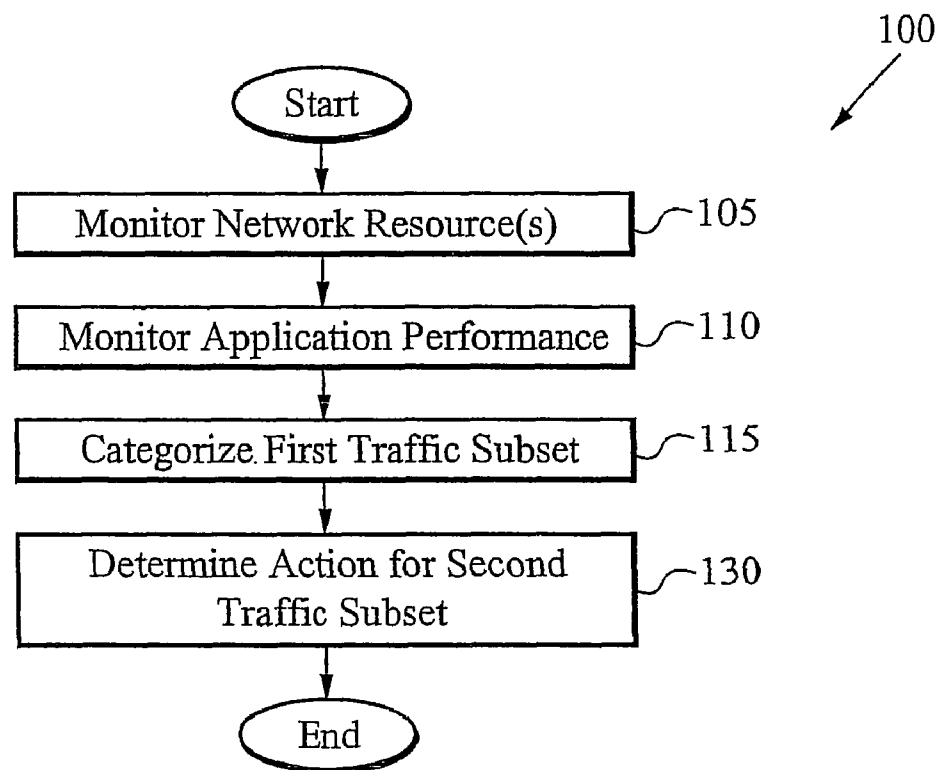 100
Start
Monitor Network Resource(s)
105
Monitor Application Performance
110
Categorize First Traffic Subset
115
Determine Action for Second
Traffic Subset
130
End